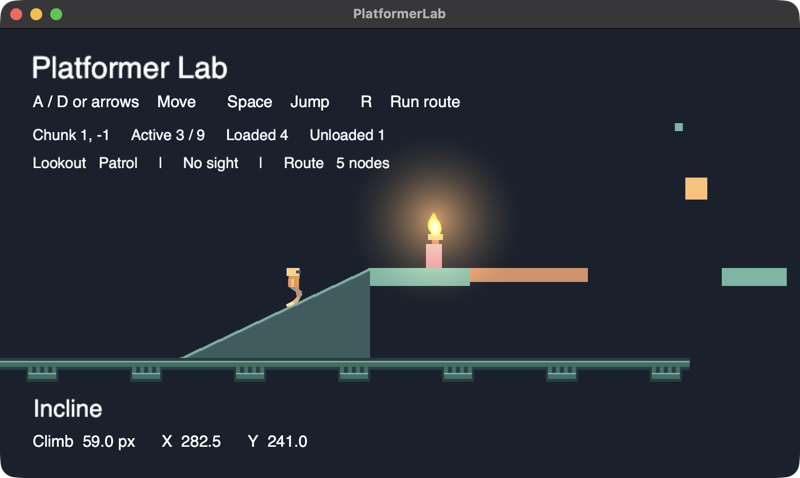 PlatformerLab
Platformer Lab
A / D or arrows Move Space Jump R Run route
Chunk 1, -1 Active 3 / 9 Loaded 4 Unloaded 1
Lookout Patrol | No sight | Route 5 nodes
Incline
Climb 59.0 px X 282.5 Y 241.0